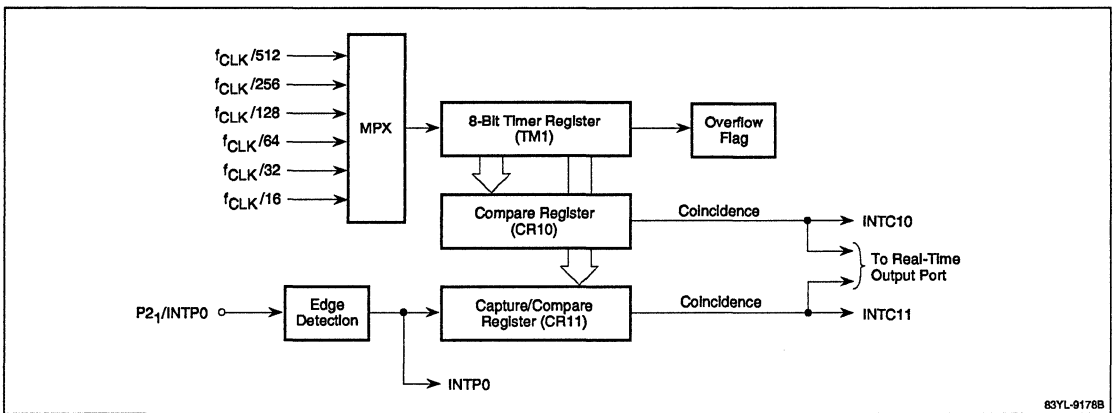 fCLK/512
fCLK/256
fCLK/128
fCLK/64
fCLK/32
fCLK/16
MPX
8-Bit Timer Register
(TM1)
Overflow
Flag
Compare Register
(CR10)
Coincidence
INTC10
To Real-Time
Output Port
P21/INTP0
Edge
Detection
Capture/Compare
Register (CR11)
Coincidence
INTC11
INTP0
83YL-9178B